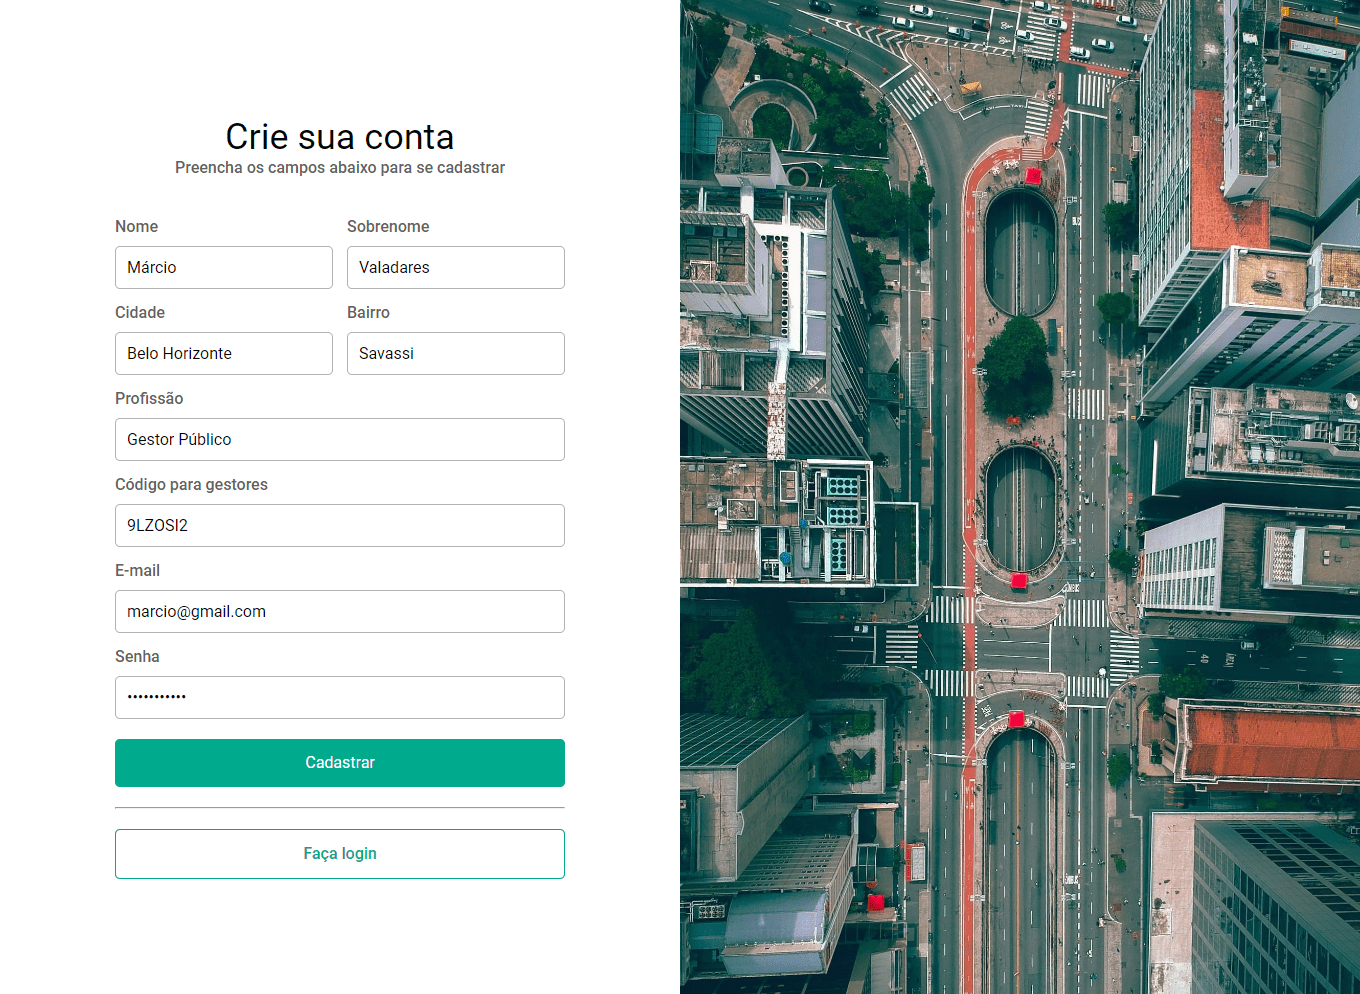 Crie sua conta
Preencha os campos abaixo para se cadastrar
Nome Sobrenome
Márcio Valadares
Cidade Bairro
Belo Horizonte Savassi
Profissão
Gestor Público
Código para gestores
9LZOSI2
E-mail
marcio@gmail.com
Senha
•••••••••••
Cadastrar
Faça login